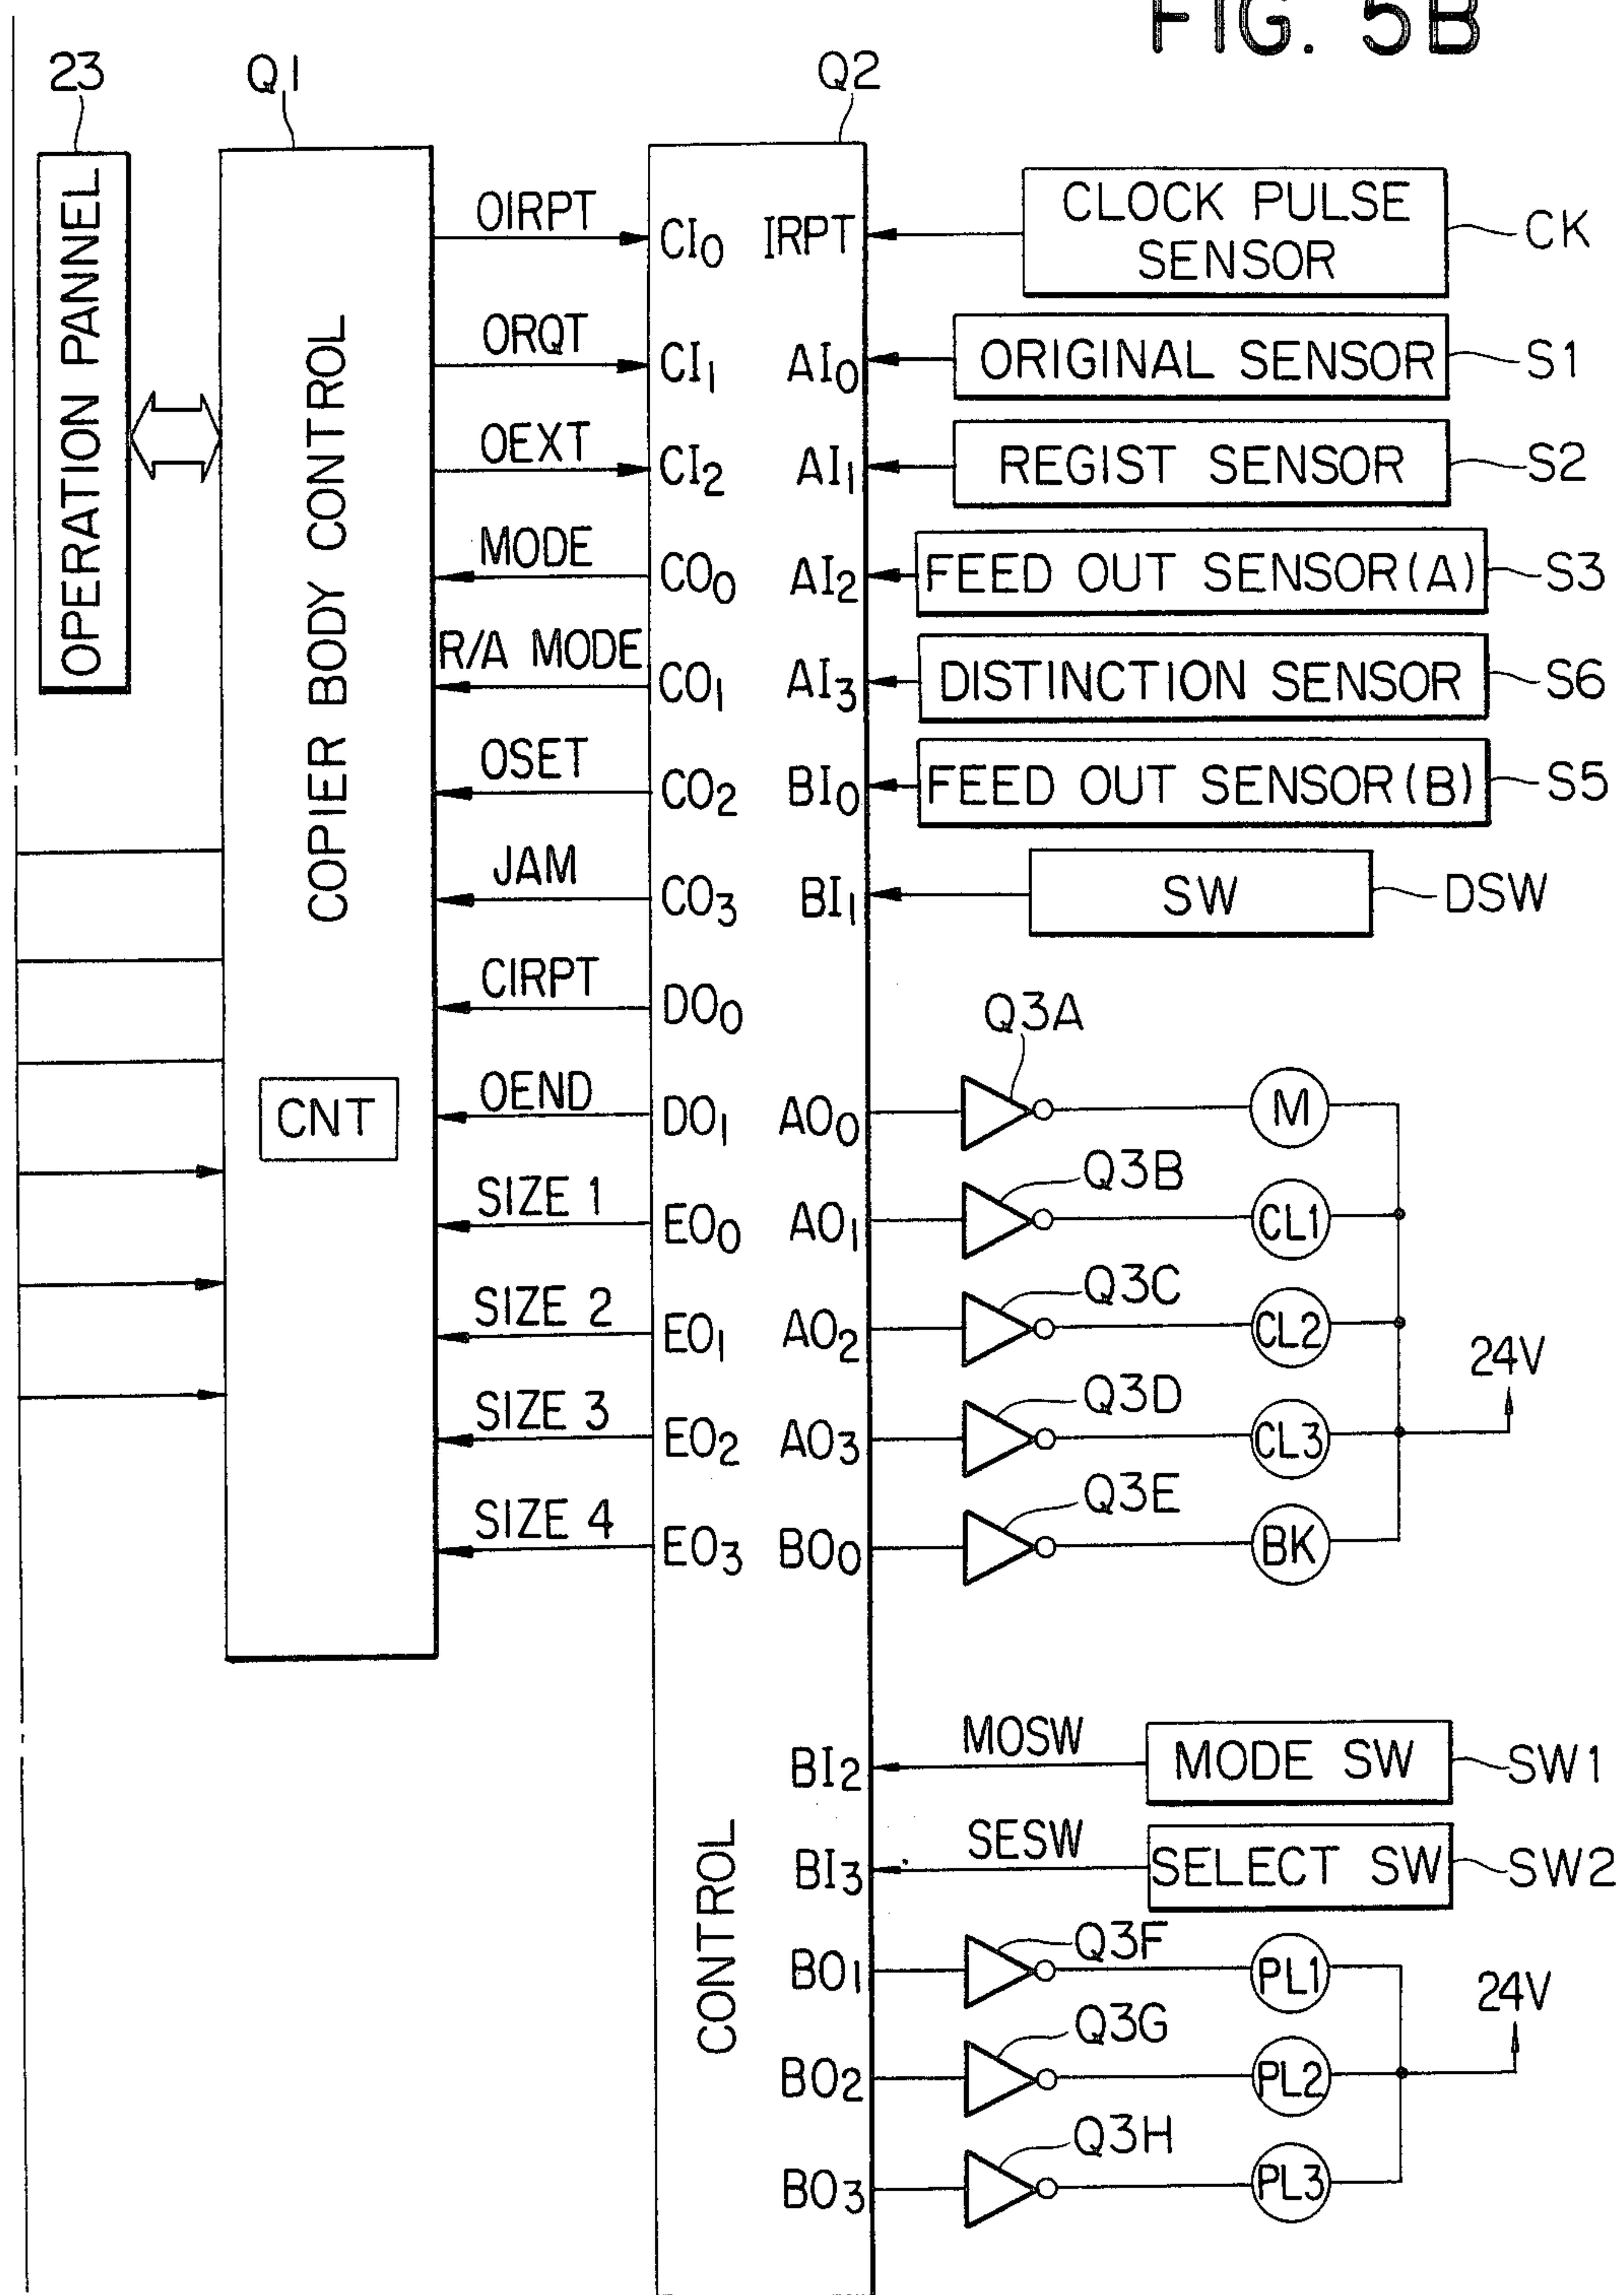 FIG. 5B
23
Q1
Q2
OPERATION PANNEL
COPIER BODY CONTROL
CNT
OIRPT
ORQT
OEXT
MODE
R/A MODE
OSET
JAM
CIRPT
OEND
SIZE 1
SIZE 2
SIZE 3
SIZE 4
CI0
CI1
CI2
CO0
CO1
CO2
CO3
DO0
DO1
EO0
EO1
EO2
EO3
CONTROL
IRPT
AI0
AI1
AI2
AI3
BI0
BI1
AO0
AO1
AO2
AO3
BO0
BI2
BI3
BO1
BO2
BO3
CLOCK PULSE
SENSOR
CK
ORIGINAL SENSOR
S1
REGIST SENSOR
S2
FEED OUT SENSOR(A)
S3
DISTINCTION SENSOR
S6
FEED OUT SENSOR(B)
S5
SW
DSW
Q3A
M
Q3B
CL1
Q3C
CL2
Q3D
CL3
24V
Q3E
BK
MOSW
MODE SW
SW1
SESW
SELECT SW
SW2
Q3F
PL1
Q3G
PL2
24V
Q3H
PL3